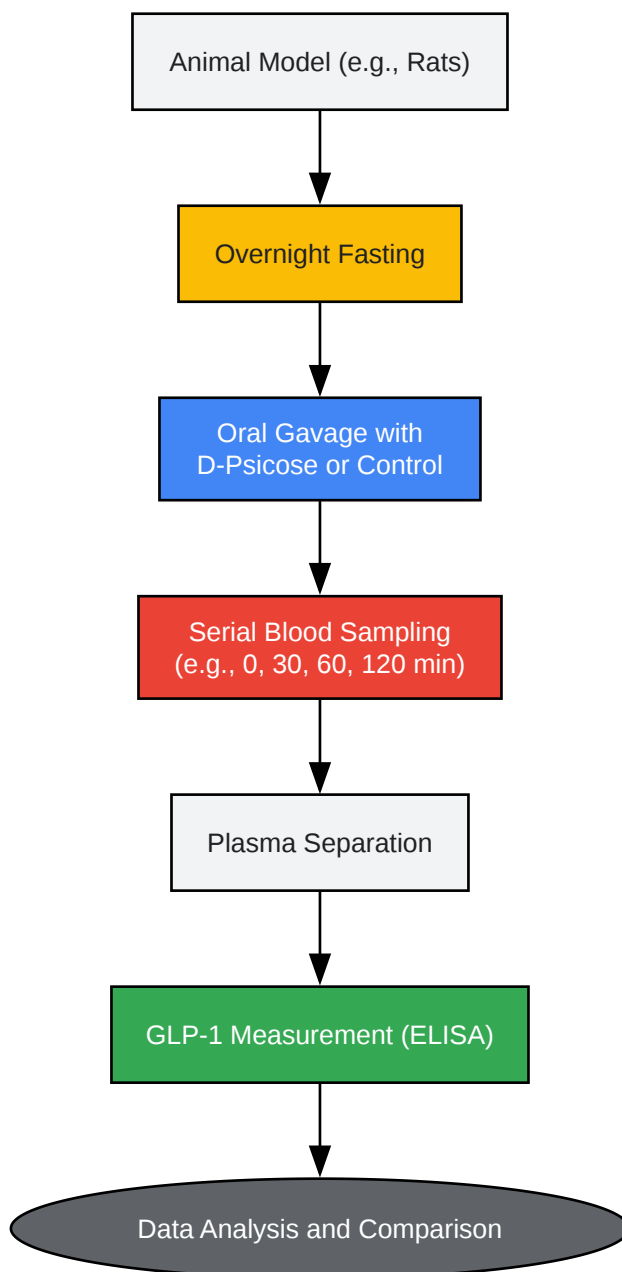 Animal Model (e.g., Rats)
Overnight Fasting
Oral Gavage with
D-Psicose or Control
Serial Blood Sampling
(e.g., 0, 30, 60, 120 min)
Plasma Separation
GLP-1 Measurement (ELISA)
Data Analysis and Comparison